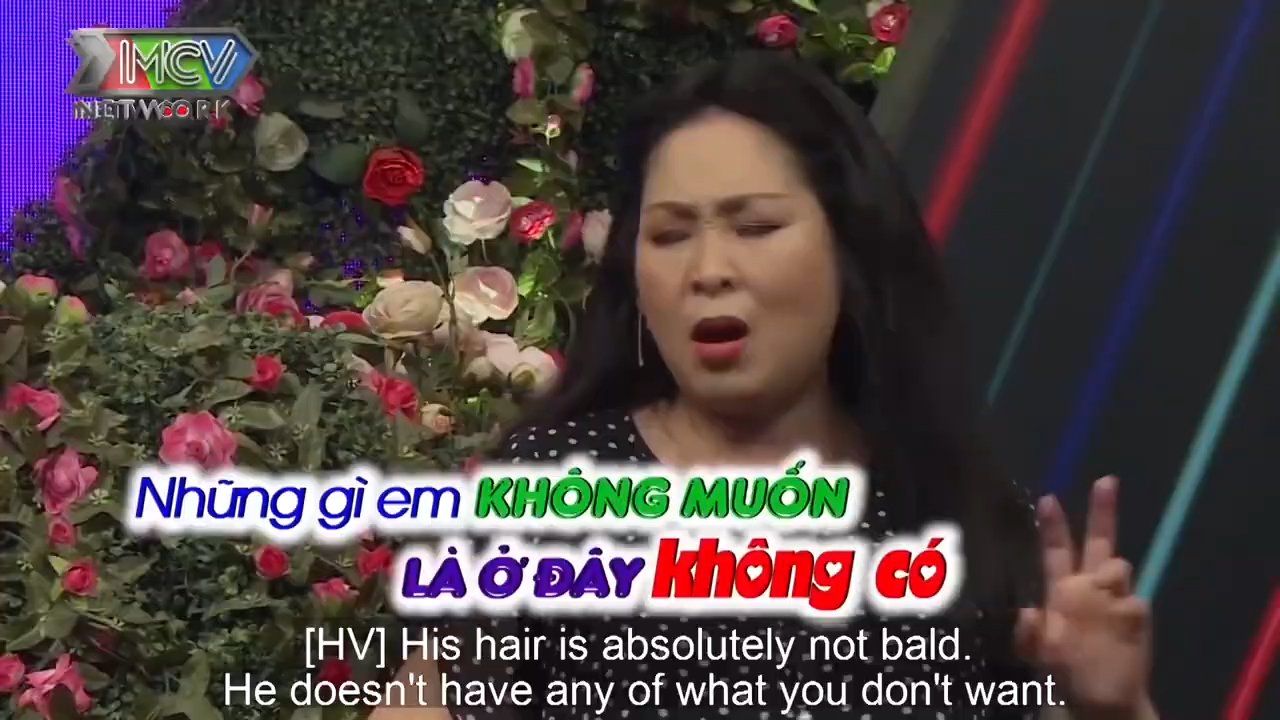 MCV
NETWORK
Những gì em KHÔNG MUỐN
LÀ Ở ĐÂY không có
[HV] His hair is absolutely not bald.
He doesn't have any of what you don't want.